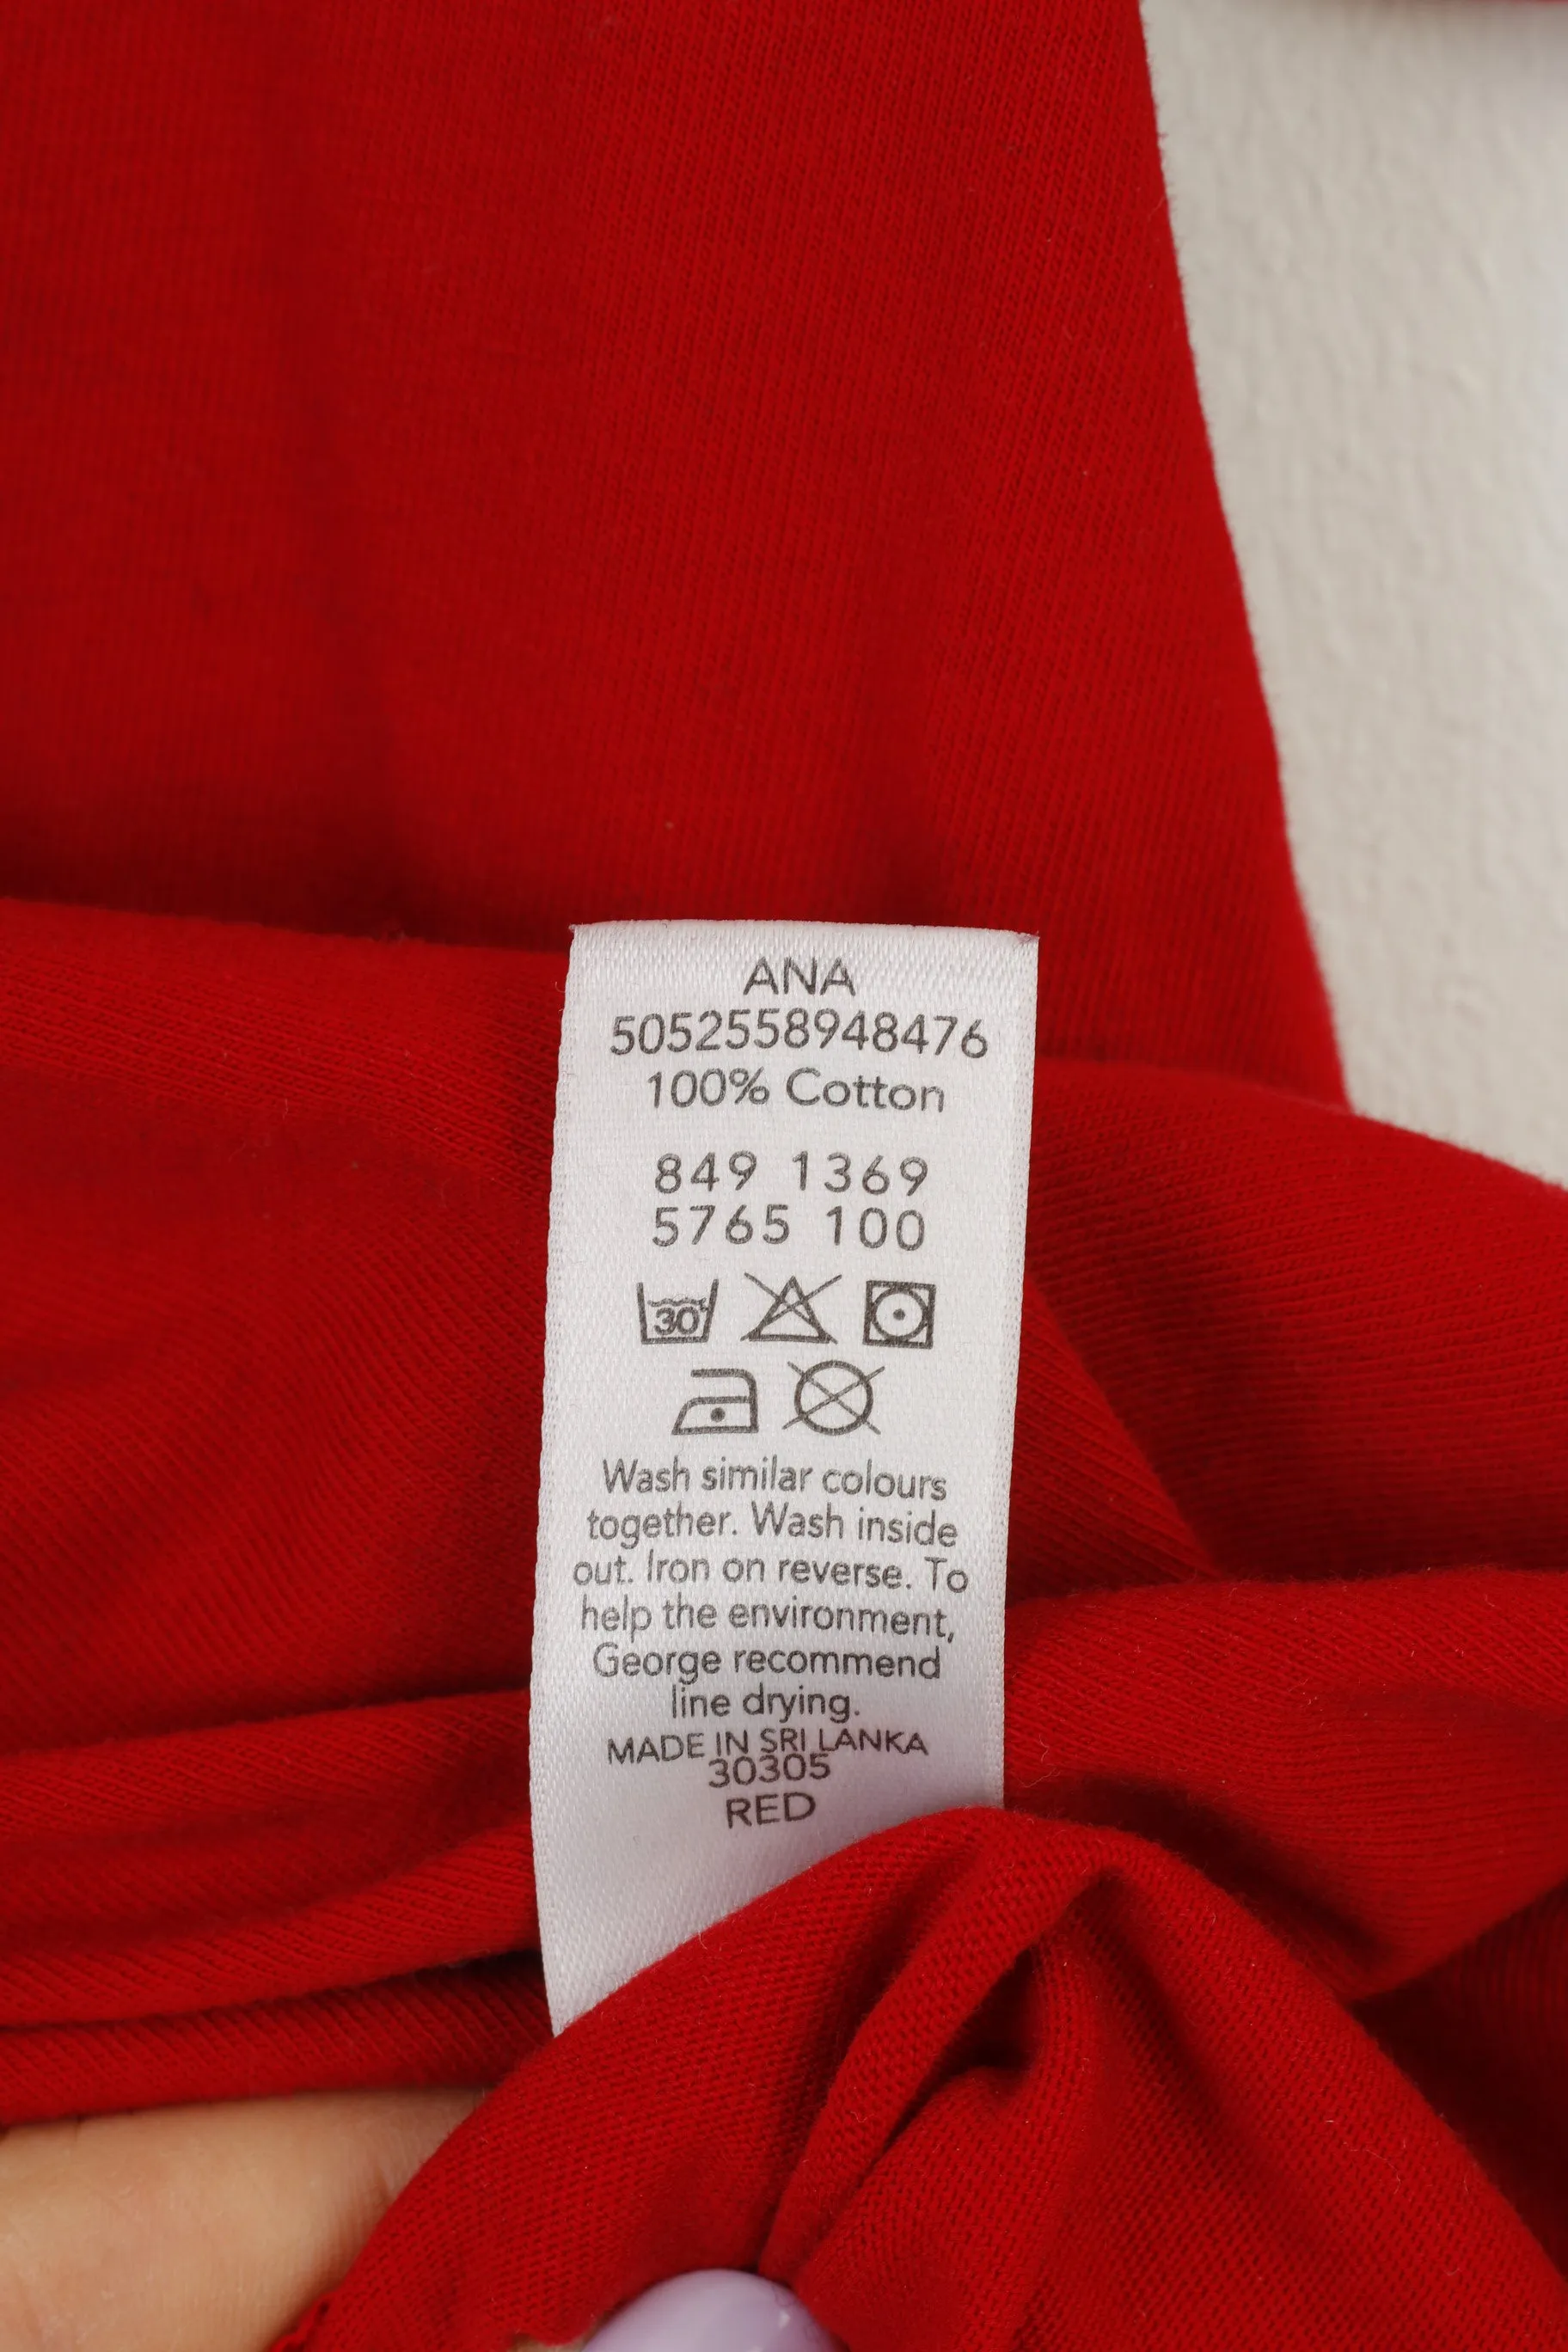 ANA
5052558948476
100% Cotton
849 1369
5765 100
30°
Wash similar colours
together. Wash inside
out. Iron on reverse. To
help the environment,
George recommend
line drying.
MADE IN SRI LANKA
30305
RED